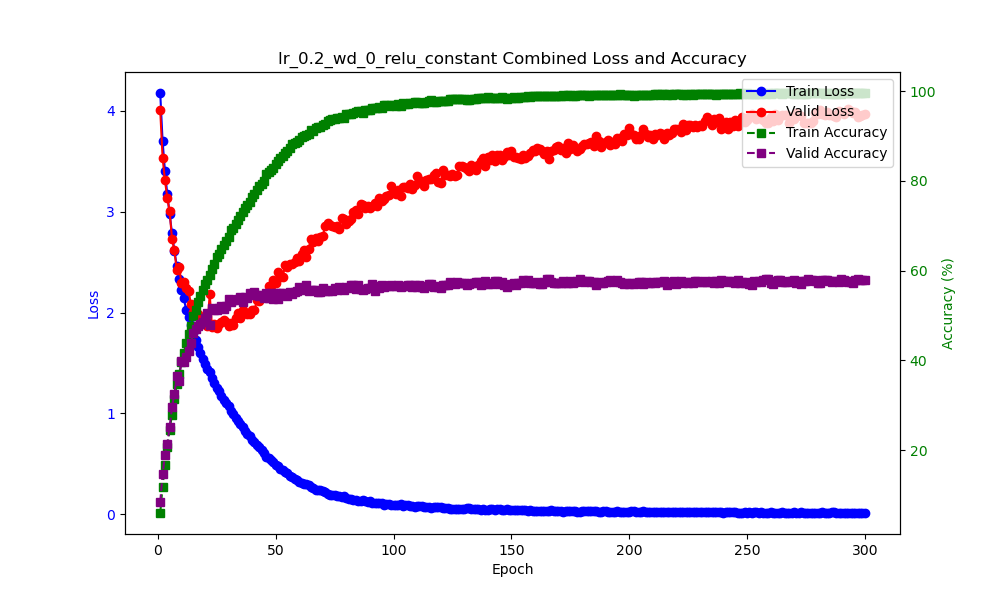 lr_0.2_wd_0_relu_constant Combined Loss and Accuracy
Train Loss
Valid Loss
Train Accuracy
Valid Accuracy
4
3
2
1
0
Loss
100
80
60
40
20
Accuracy (%)
0
50
100
150
200
250
300
Epoch